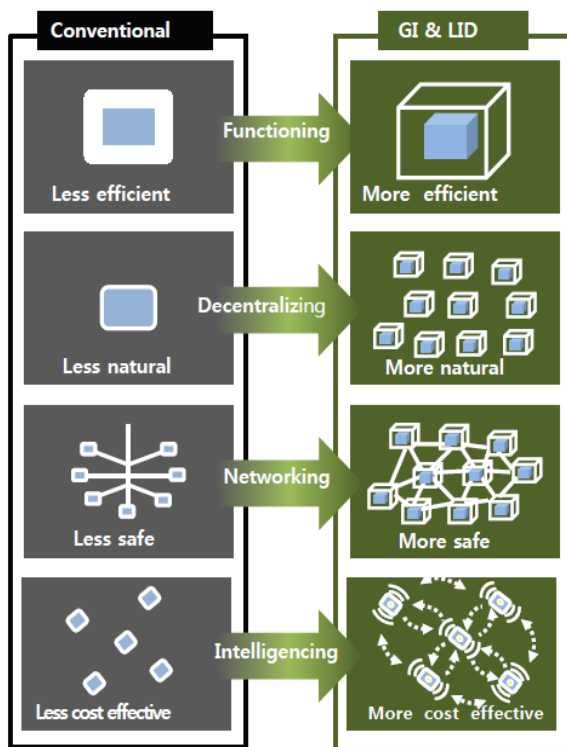 Conventional
GI & LID
Less efficient
Functioning
More efficient
Less natural
Decentralizing
More natural
Less safe
Networking
More safe
Less cost effective
Intelligencing
More cost effective